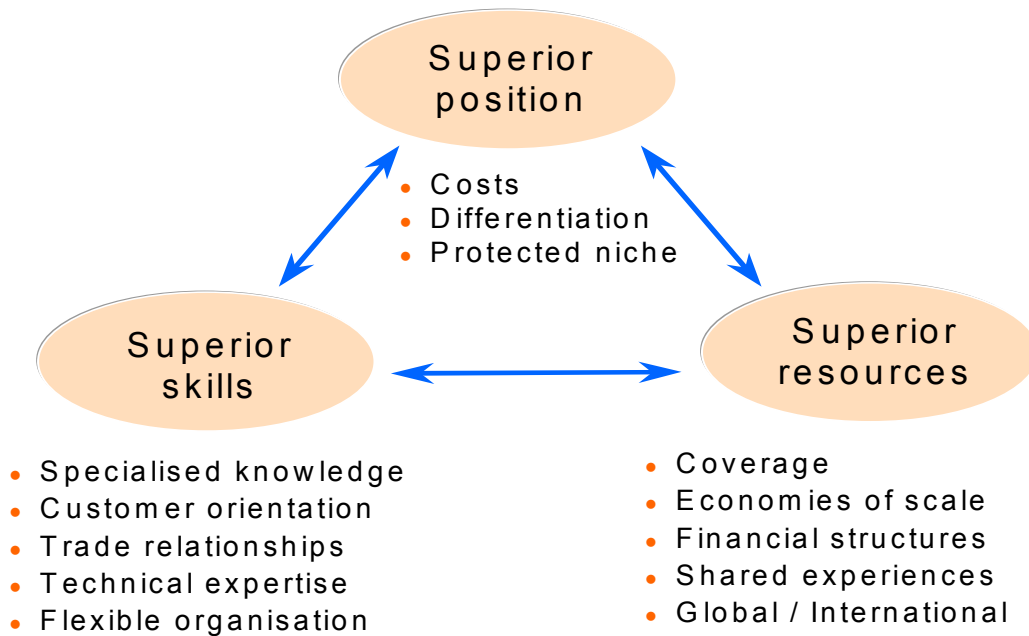 Superior
position
• Costs
• Differentiation
• Protected niche
Superior
skills
Superior
resources
• Specialised knowledge
• Customer orientation
• Trade relationships
• Technical expertise
• Flexible organisation
• Coverage
• Economies of scale
• Financial structures
• Shared experiences
• Global / International